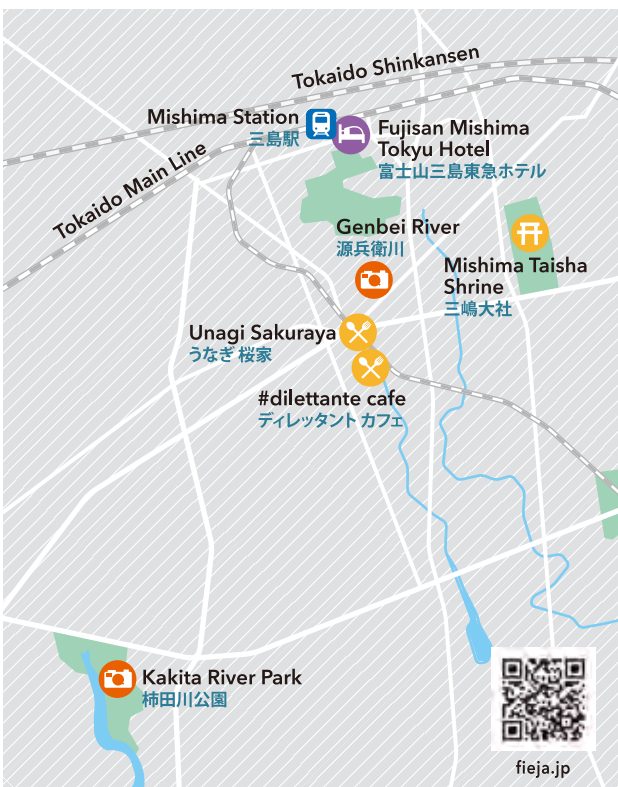 Tokaido Shinkansen
Mishima Station
三島駅
Fujisan Mishima
Tokyu Hotel
富士山三島東急ホテル
Tokaido Main Line
Genbei River
源兵衛川
Mishima Taisha
Shrine
三嶋大社
Unagi Sakuraya
うなぎ 桜家
#dilettante cafe
ディレッタント カフェ
Kakita River Park
柿田川公園
fieja.jp